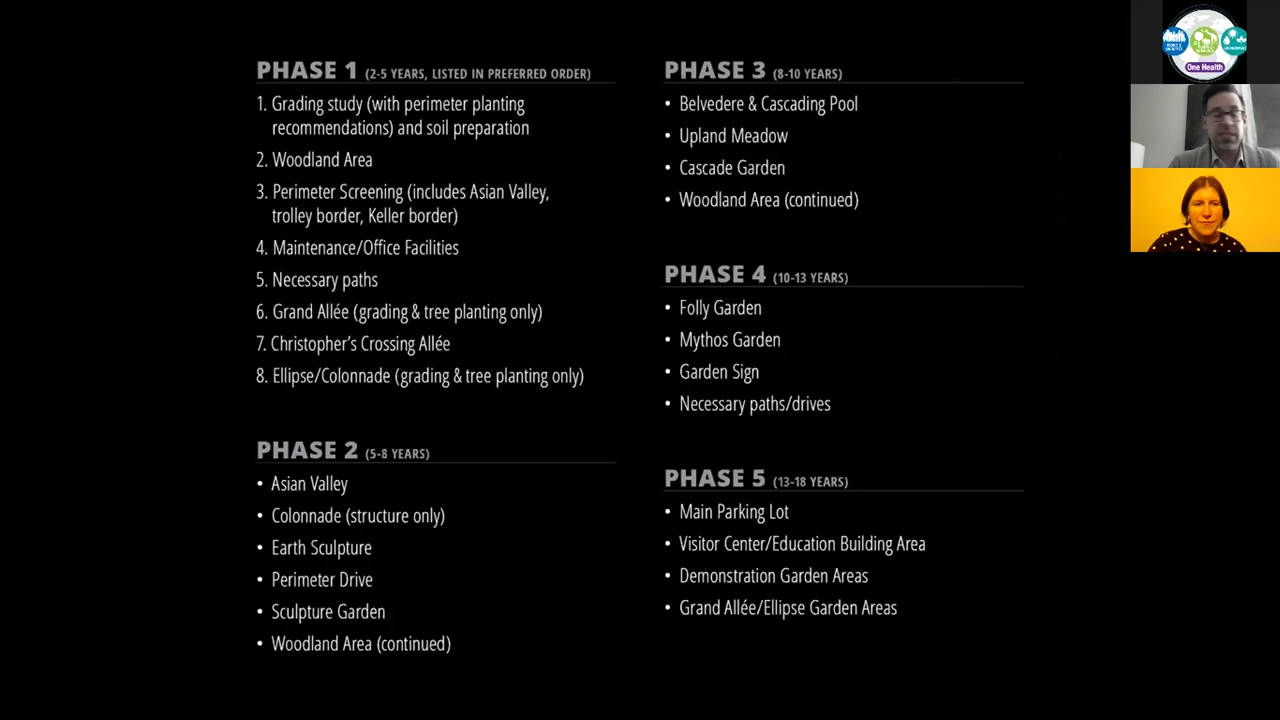 PHASE 1 (2-5 YEARS, LISTED IN PREFERRED ORDER)
1. Grading study (with perimeter planting
recommendations) and soil preparation
2. Woodland Area
3. Perimeter Screening (includes Asian Valley,
trolley border, Keller border)
4. Maintenance/Office Facilities
5. Necessary paths
6. Grand Allée (grading & tree planting only)
7. Christopher's Crossing Allée
8. Ellipse/Colonnade (grading & tree planting only)
PHASE 2 (5-8 YEARS)
• Asian Valley
• Colonnade (structure only)
• Earth Sculpture
• Perimeter Drive
• Sculpture Garden
• Woodland Area (continued)
PHASE 3 (8-10 YEARS)
• Belvedere & Cascading Pool
• Upland Meadow
• Cascade Garden
• Woodland Area (continued)
PHASE 4 (10-13 YEARS)
• Folly Garden
• Mythos Garden
• Garden Sign
• Necessary paths/drives
PHASE 5 (13-18 YEARS)
• Main Parking Lot
• Visitor Center/Education Building Area
• Demonstration Garden Areas
• Grand Allée/Ellipse Garden Areas
One Health